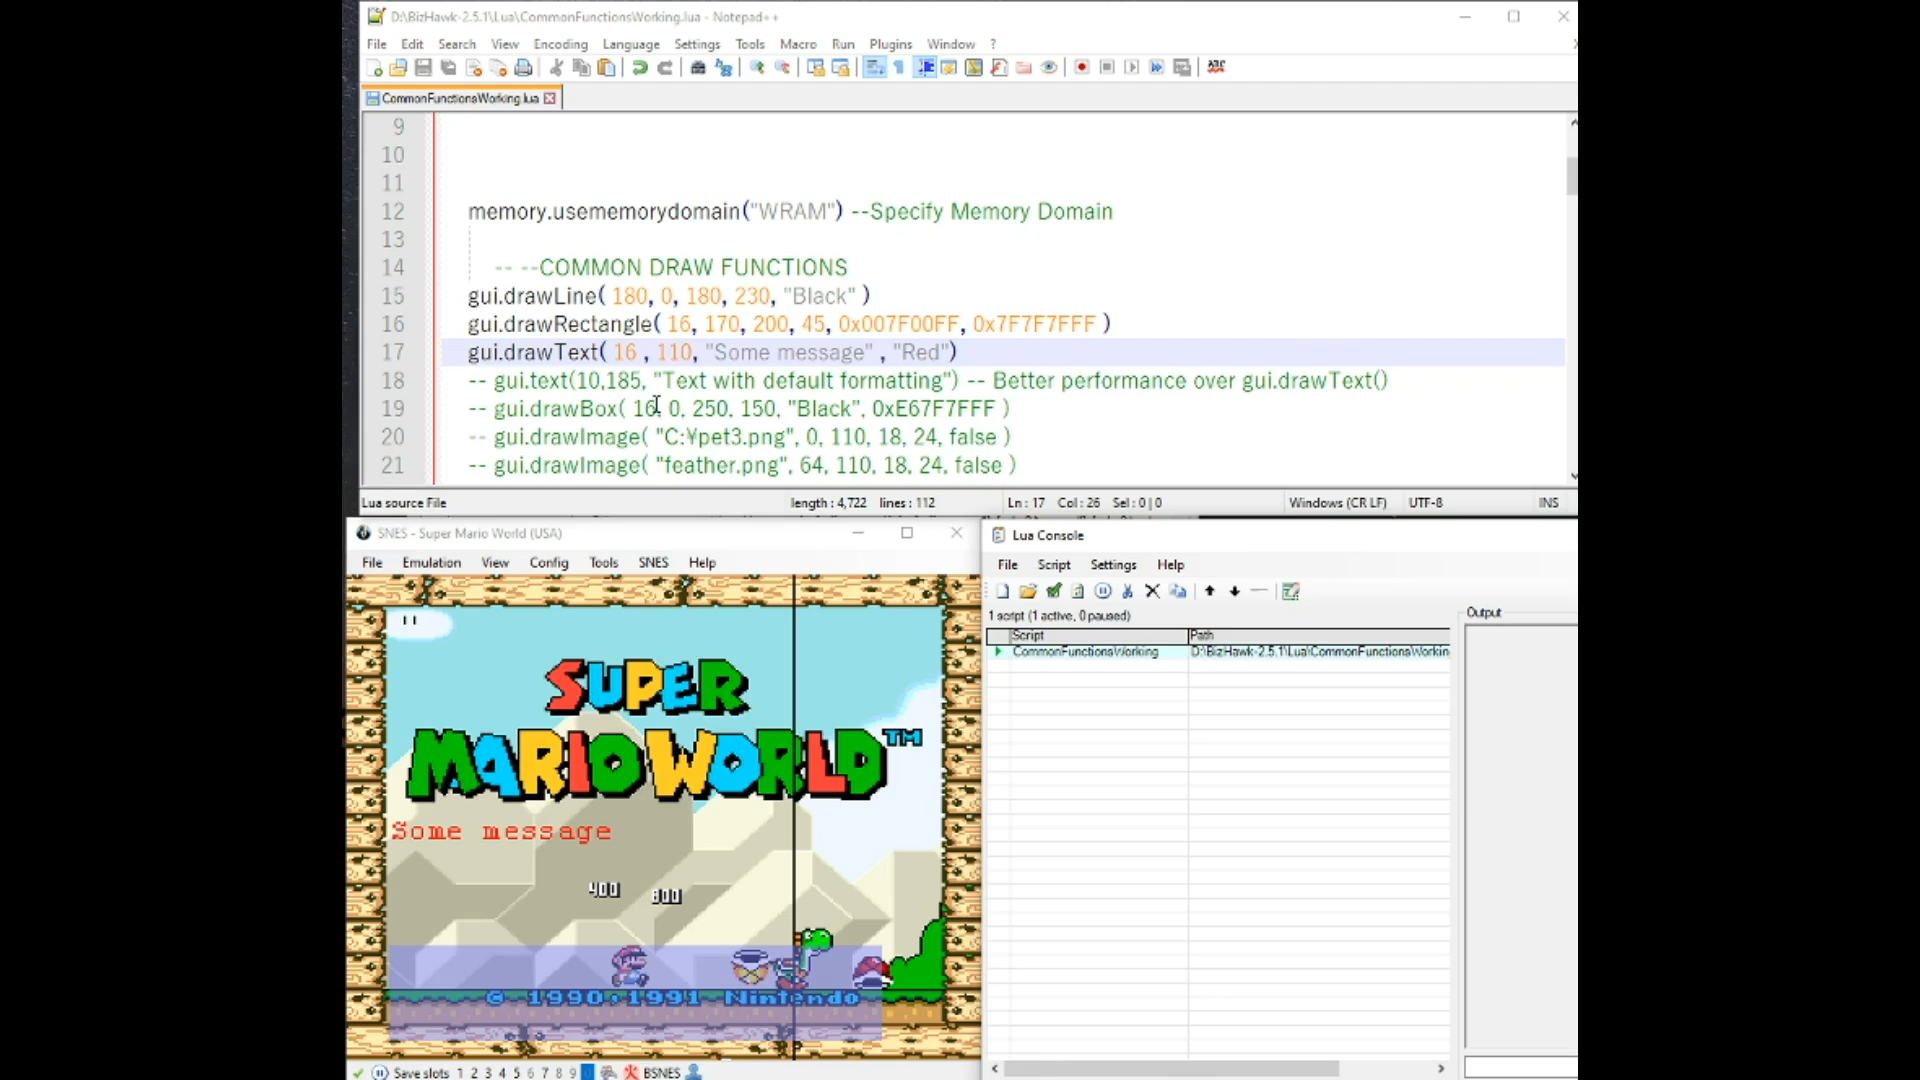 D:\BizHawk-2.5.1\Lua\CommonFunctionsWorking.lua - Notepad++
File Edit Search View Encoding Language Settings Tools Macro Run Plugins Window ?
CommonFunctionsWorking.lua
9
10
11
12 memory.usememorydomain("WRAM") --Specify Memory Domain
13
14 -- --COMMON DRAW FUNCTIONS
15 gui.drawLine( 180, 0, 180, 230, "Black" )
16 gui.drawRectangle( 16, 170, 200, 45, 0x007F00FF, 0x7F7F7FFF )
17 gui.drawText( 16 , 110, "Some message" , "Red")
18 -- gui.text(10,185, "Text with default formatting") -- Better performance over gui.drawText()
19 -- gui.drawBox( 16, 0, 250, 150, "Black", 0xE67F7FFF )
20 -- gui.drawImage( "C:¥pet3.png", 0, 110, 18, 24, false )
21 -- gui.drawImage( "feather.png", 64, 110, 18, 24, false )
Lua source File length : 4,722 lines : 112 Ln : 17 Col : 26 Sel : 0 | 0 Windows (CR LF) UTF-8 INS
SNES - Super Mario World (USA)
File Emulation View Config Tools SNES Help
SUPER
MARIO WORLD™
Some message
400 800
© 1990,1991 Nintendo
Save slots 1 2 3 4 5 6 7 8 9 BSNES
Lua Console
File Script Settings Help
1 script (1 active, 0 paused)
Script Path
CommonFunctionsWorking D:\BizHawk-2.5.1\Lua\CommonFunctionsWorkin
Output